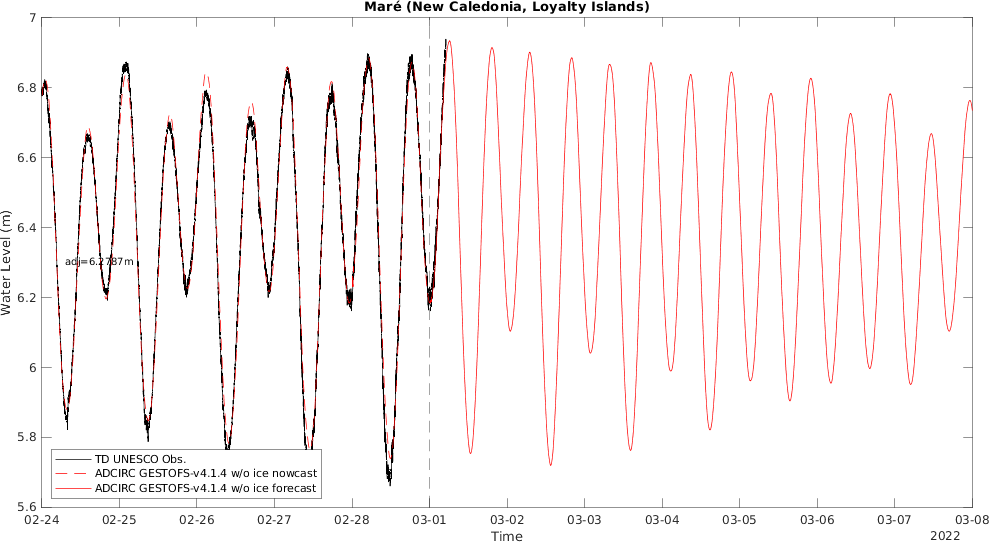 Maré (New Caledonia, Loyalty Islands)
7
6.8
6.6
6.4
6.2
6
5.8
5.6
Water Level (m)
adj=6.2787m
TD UNESCO Obs.
ADCIRC GESTOFS-v4.1.4 w/o ice nowcast
ADCIRC GESTOFS-v4.1.4 w/o ice forecast
02-24 02-25 02-26 02-27 02-28 03-01 03-02 03-03 03-04 03-05 03-06 03-07 03-08
Time
2022